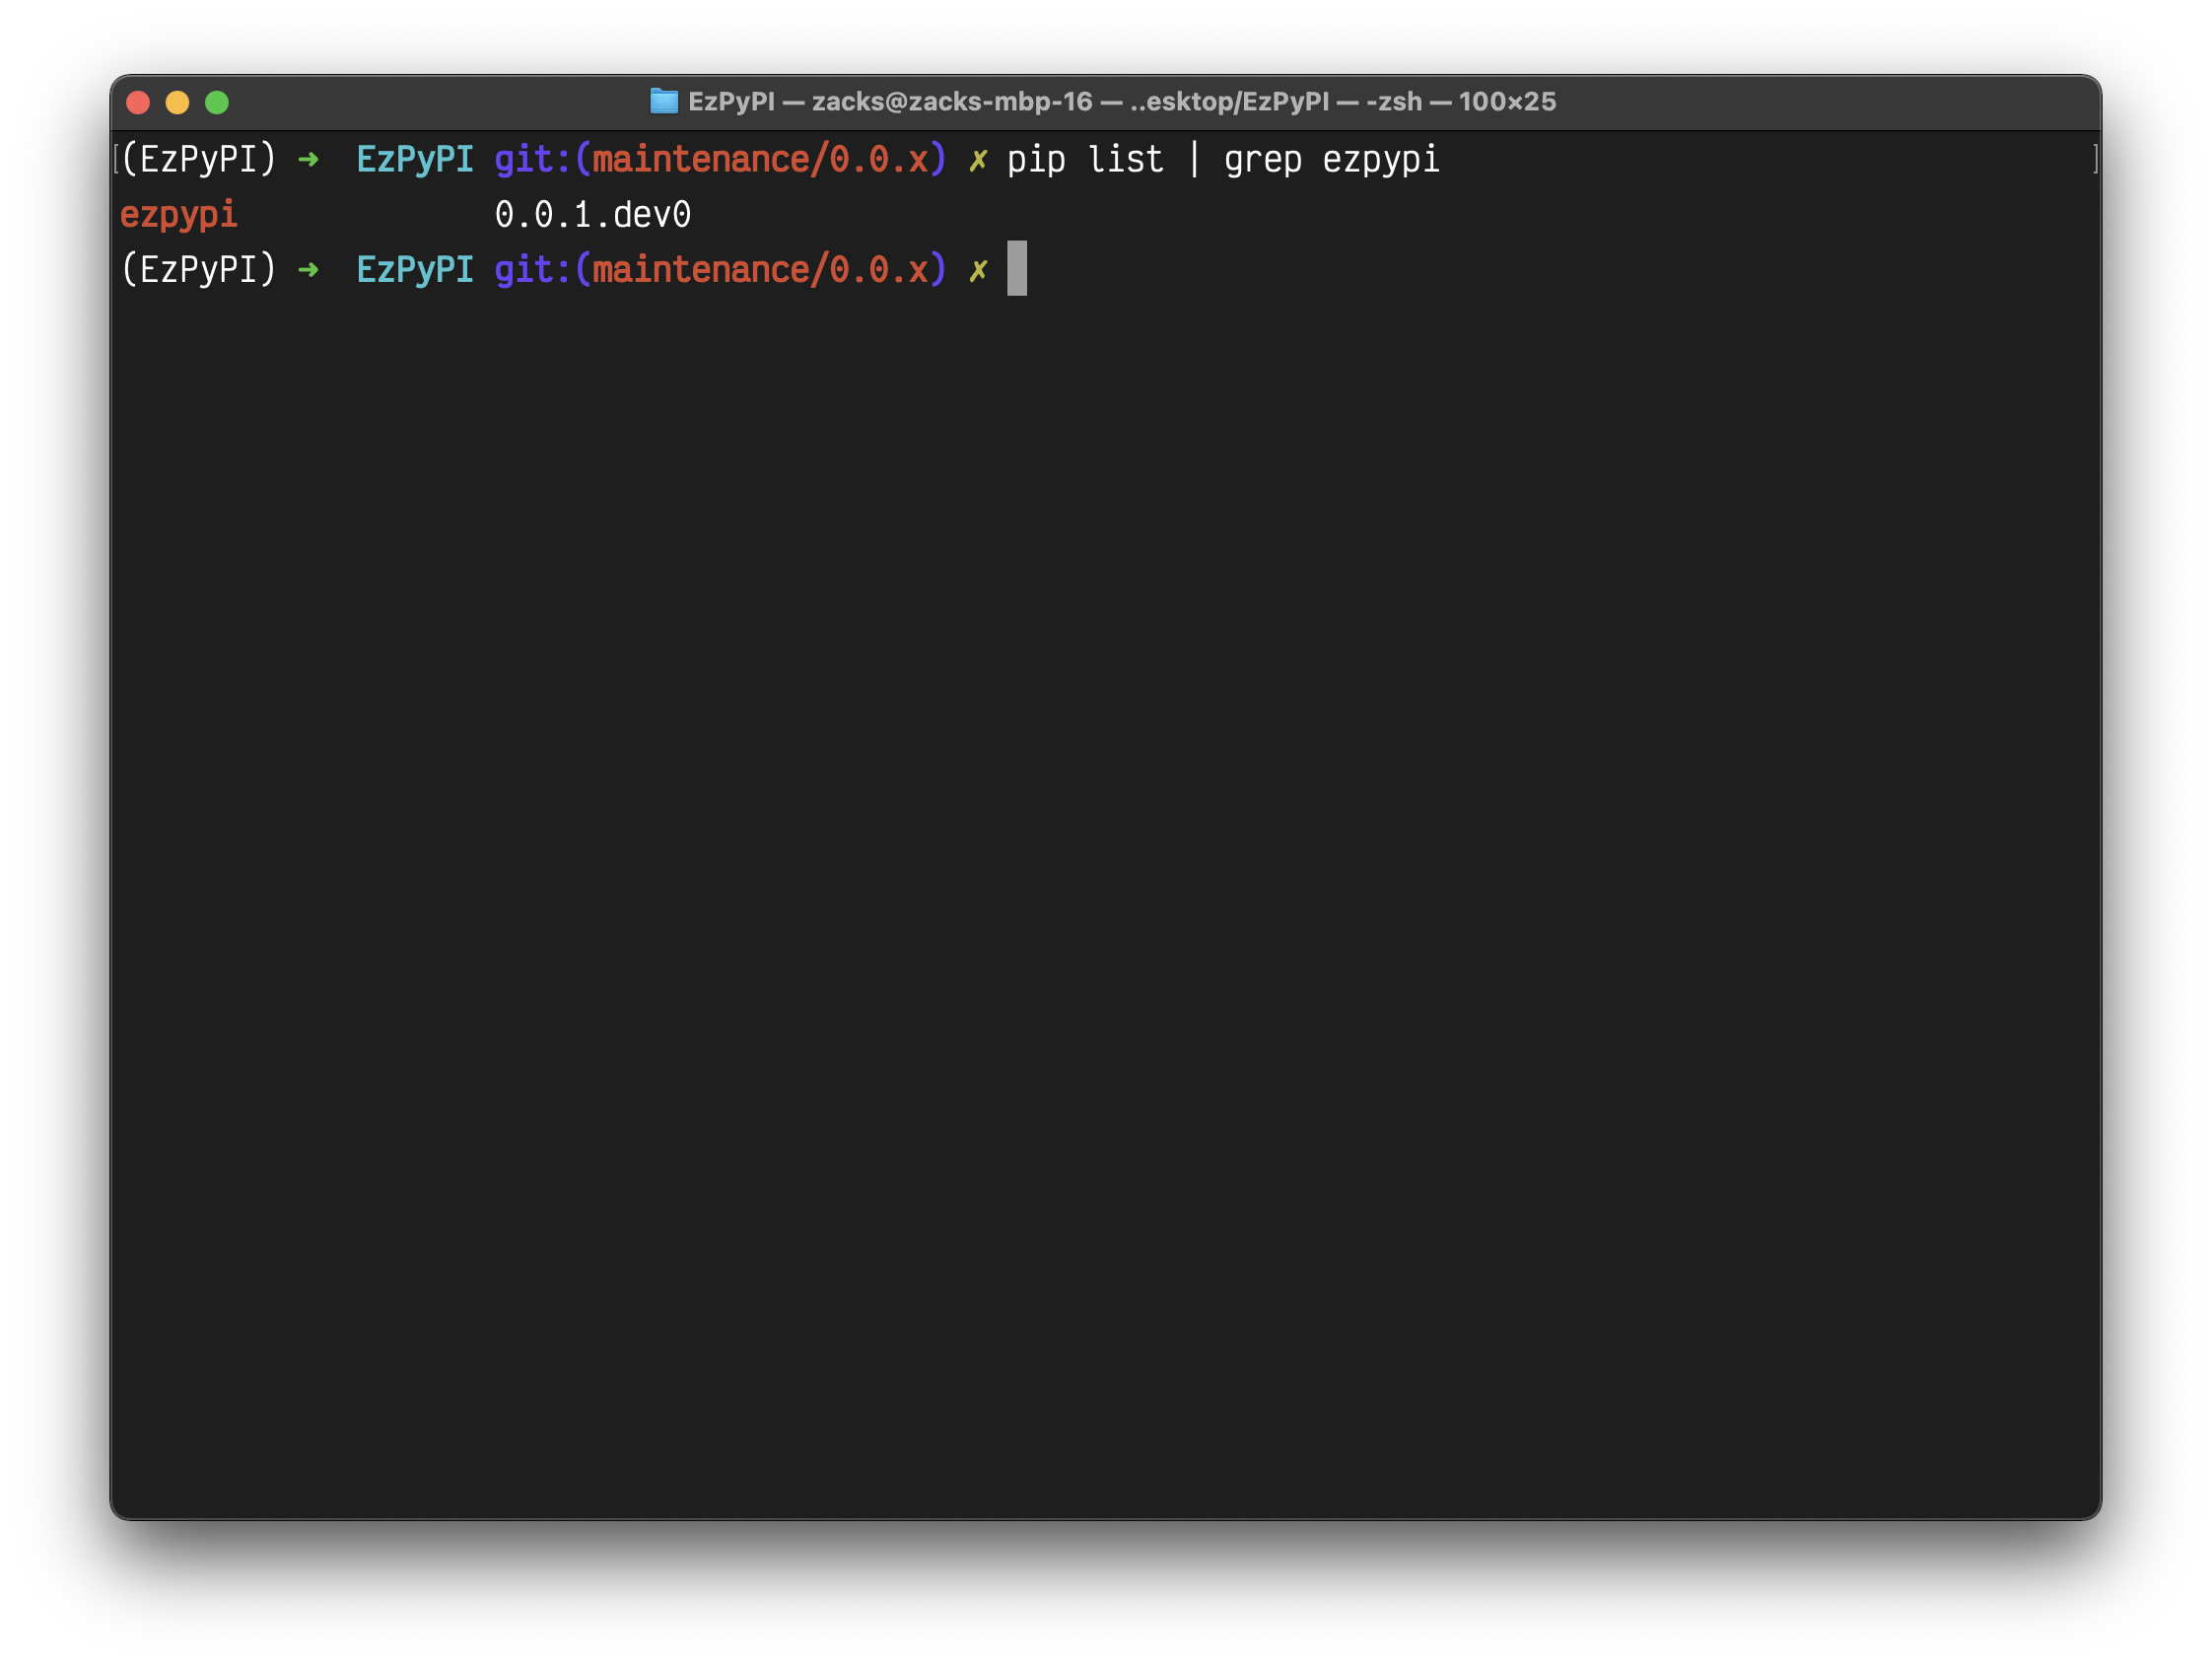 EzPyPI — zacks@zacks-mbp-16 — ..esktop/EzPyPI — -zsh — 100×25
[(EzPyPI) ➜  EzPyPI git:(maintenance/0.0.x) ✗ pip list | grep ezpypi ]
ezpypi             0.0.1.dev0
(EzPyPI) ➜  EzPyPI git:(maintenance/0.0.x) ✗